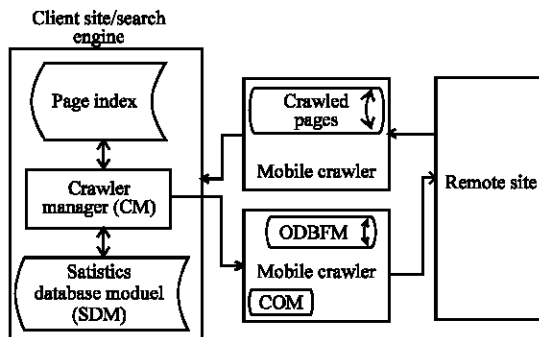 Client site/search
engine
Page index
Crawler
manager (CM)
Satistics
database moduel
(SDM)
Crawled
pages
Mobile crawler
ODBFM
Mobile crawler
COM
Remote site